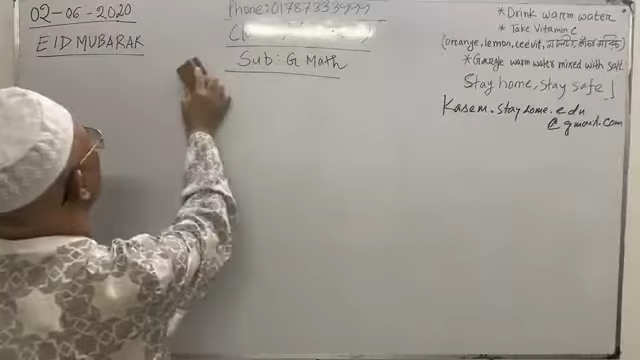 02-06-2020
EID MUBARAK
Phone: 01787333999
Sub: G Math
* Drink warm water
* Take Vitamin C
(orange, lemon, ceevit,
* Gargle warm water mixed with salt
Stay home, stay safe
Kasem.stayhome.edu
@gmail.com